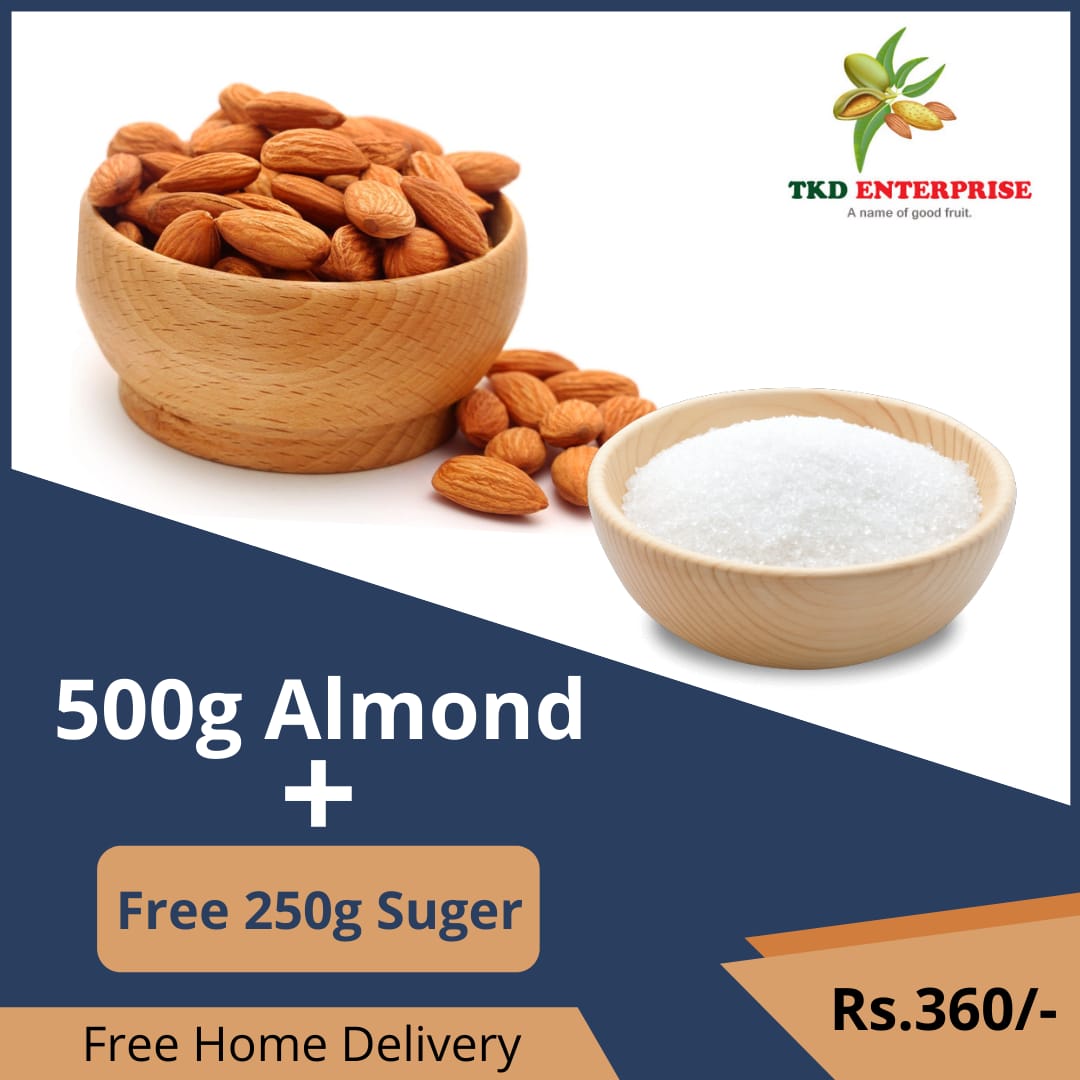 TKD ENTERPRISE
A name of good fruit.
500g Almond
+
Free 250g Suger
Free Home Delivery
Rs.360/-